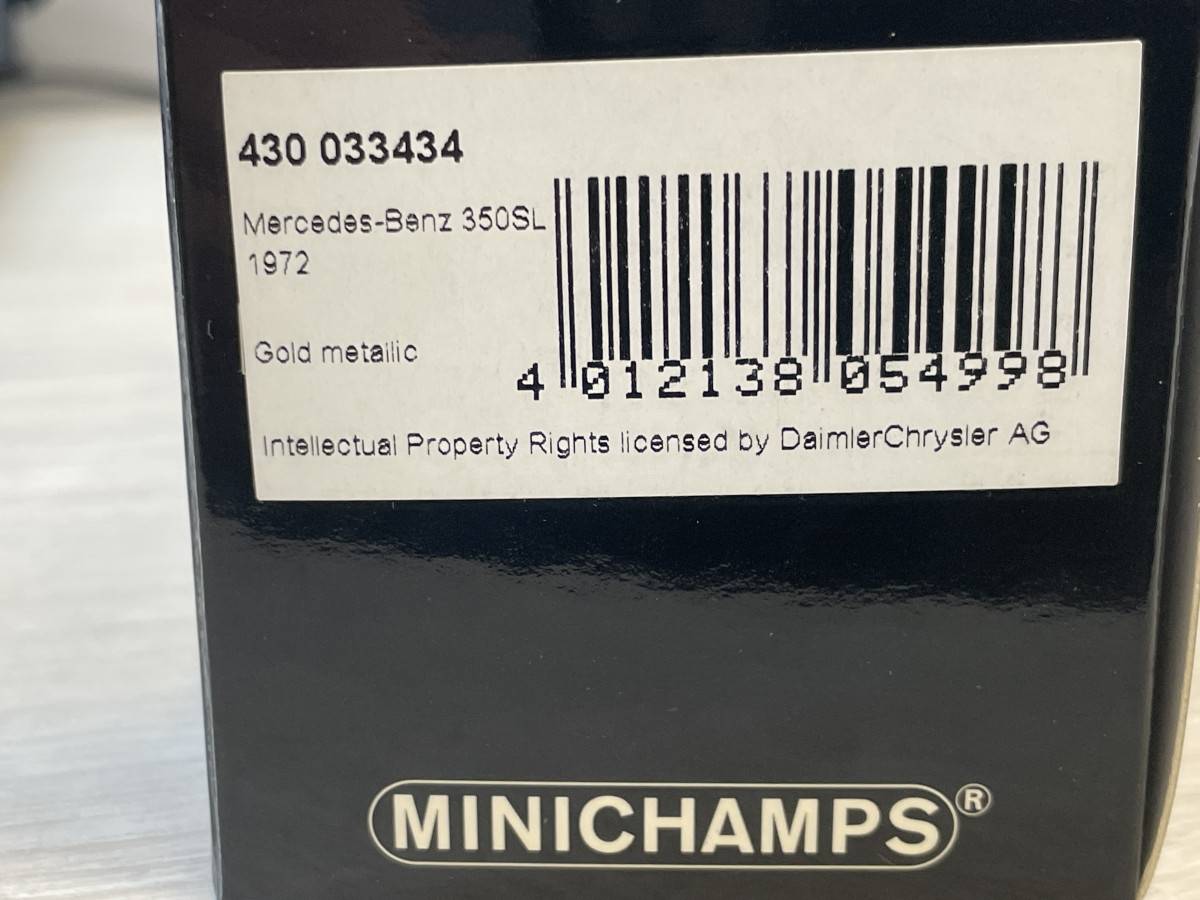 430 033434
Mercedes-Benz 350SL
1972
Gold metallic
4 012138 054998
Intellectual Property Rights licensed by DaimlerChrysler AG
MINICHAMPS®